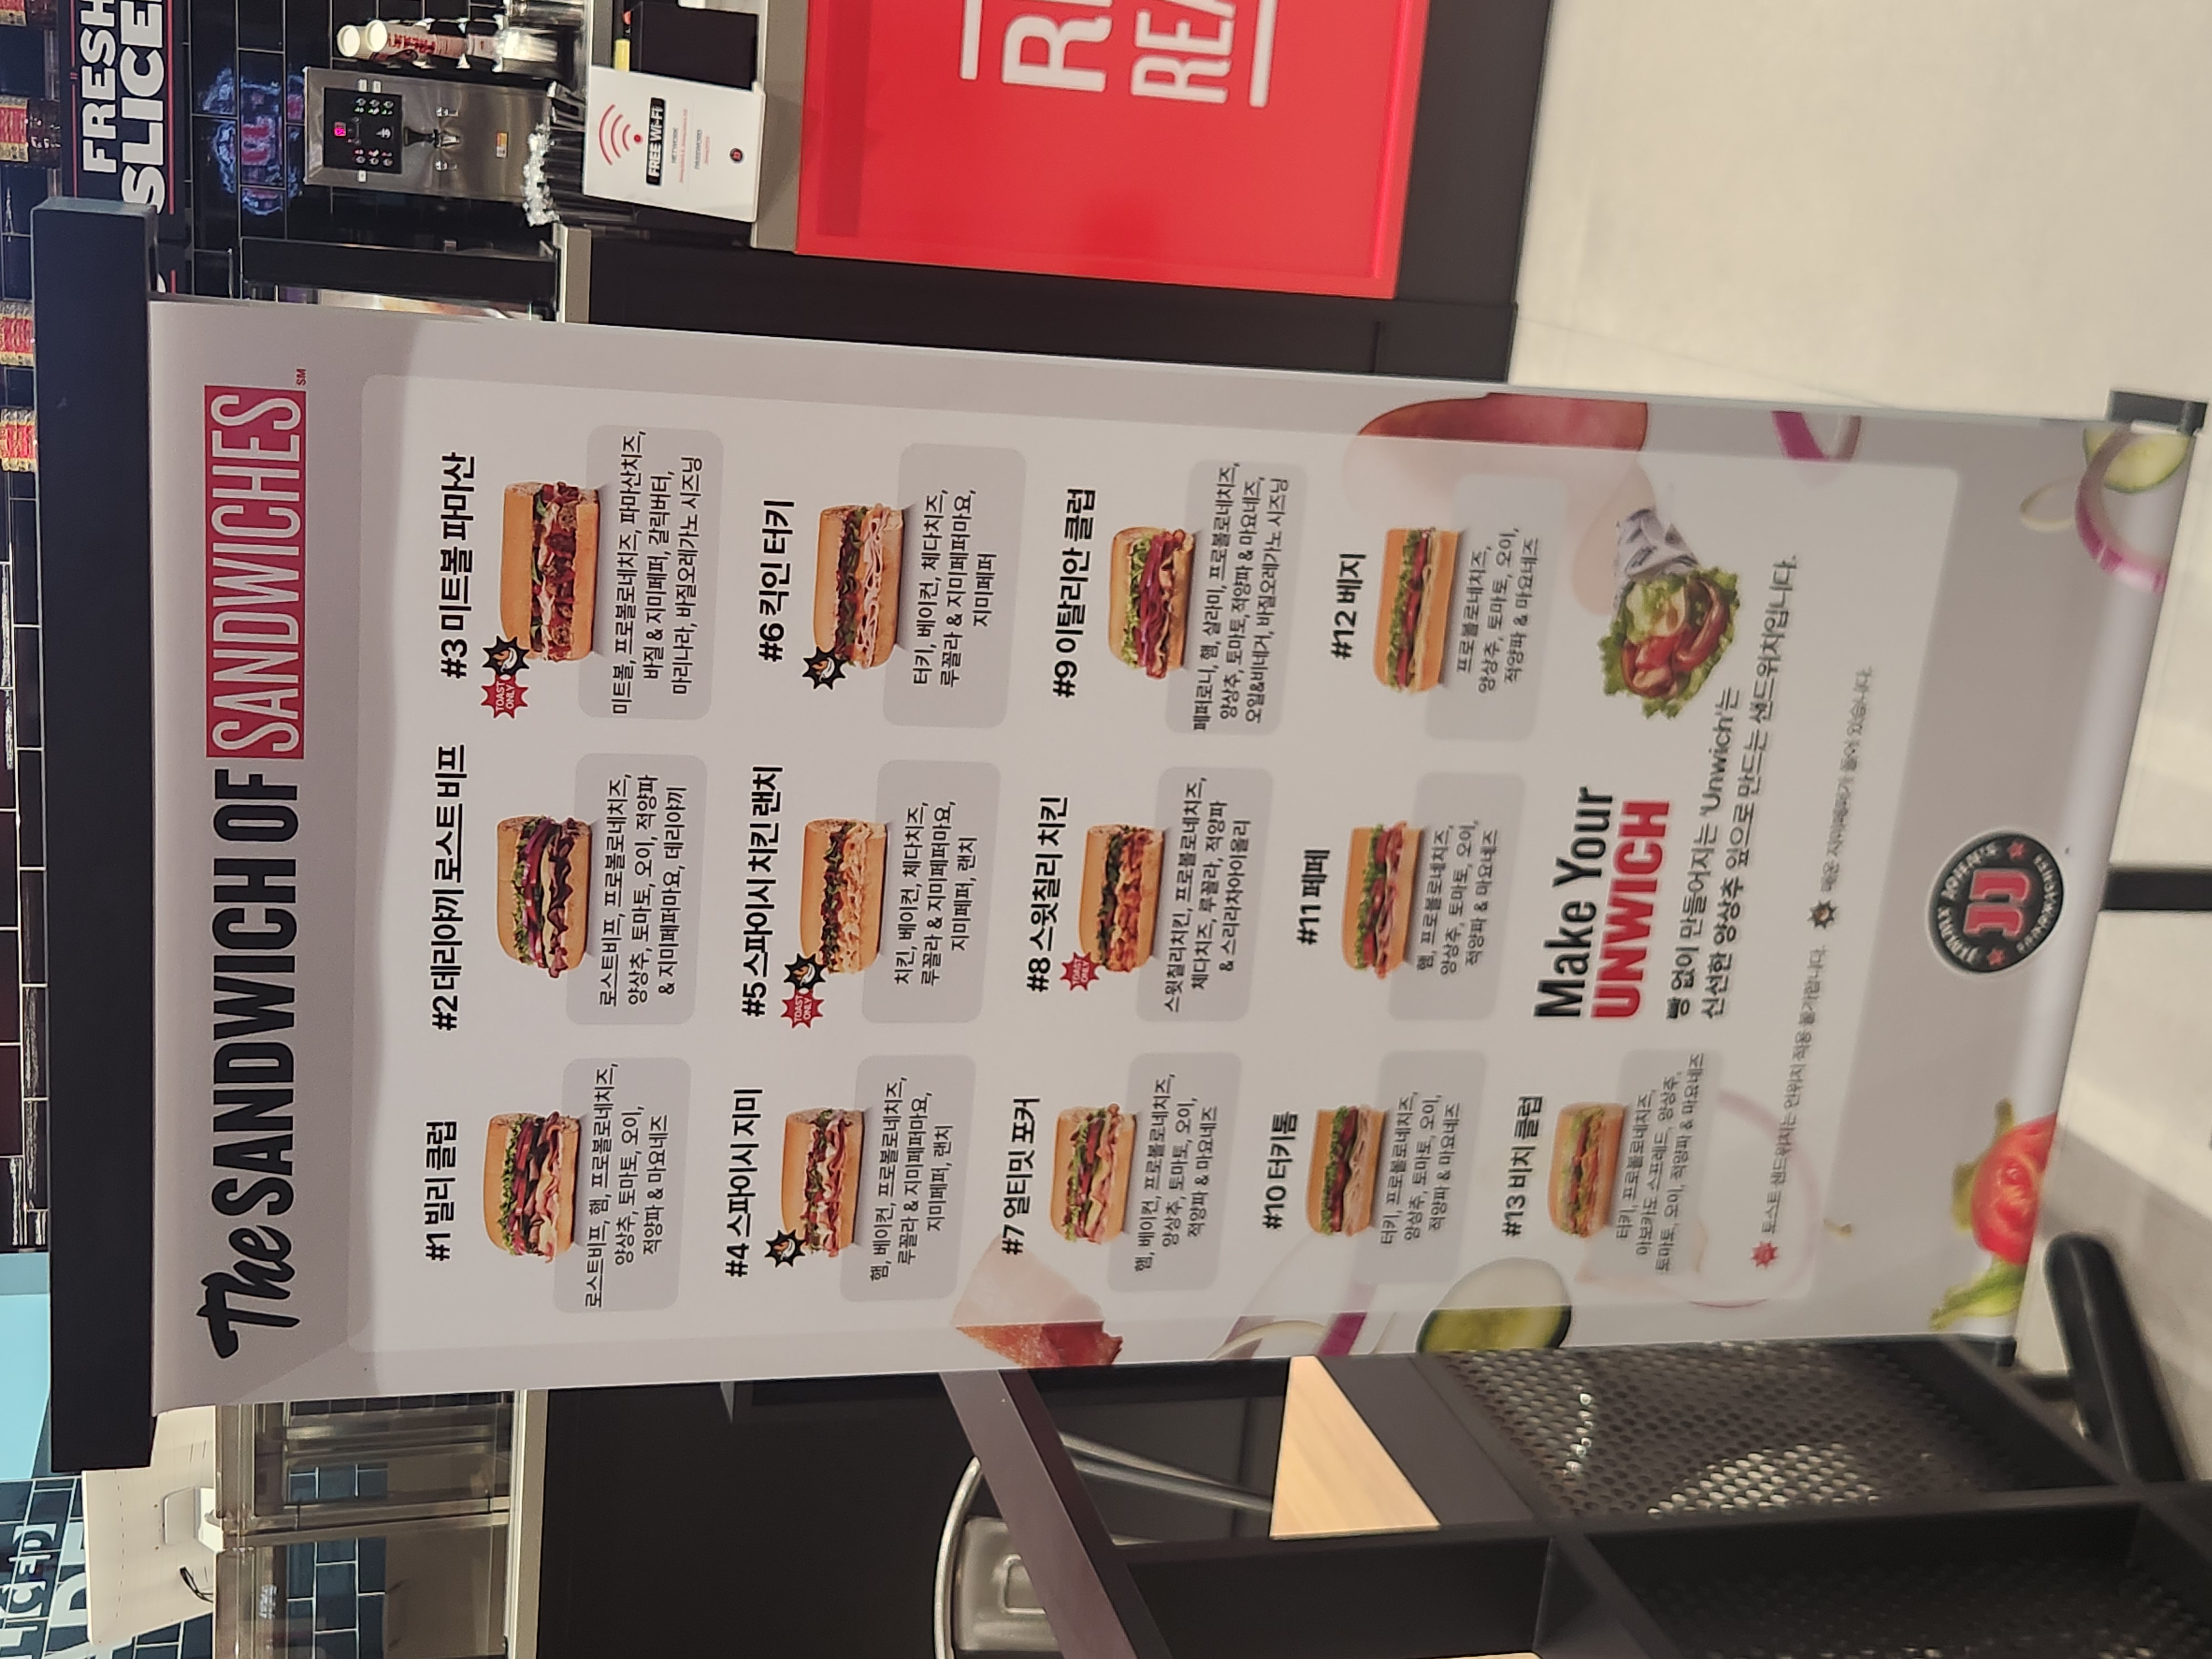 LICED
FRESH
SLICE
The SANDWICH OF SANDWICHES
SM
#1 빌리 클럽
로스트비프, 햄, 프로볼로네치즈,
양상추, 토마토, 오이,
적양파 & 마요네즈
#2 데리야끼 로스트 비프
로스트비프, 프로볼로네치즈,
양상추, 토마토, 오이, 적양파
& 지미페퍼마요, 데리야끼
#3 미트볼 파마산
TOAST
ONLY
미트볼, 프로볼로네치즈, 파마산치즈,
바질 & 지미페퍼, 갈릭버터,
마리나라, 바질오레가노 시즈닝
#4 스파이시 지미
햄, 베이컨, 프로볼로네치즈,
루꼴라 & 지미페퍼마요,
지미페퍼, 랜치
#5 스파이시 치킨 랜치
TOAST
ONLY
치킨, 베이컨, 체다치즈,
루꼴라 & 지미페퍼마요,
지미페퍼, 랜치
#6 킥인 터키
터키, 베이컨, 체다치즈,
루꼴라 & 지미페퍼마요,
지미페퍼
#7 얼티밋 포커
햄, 베이컨, 프로볼로네치즈,
양상추, 토마토, 오이,
적양파 & 마요네즈
#8 스윗칠리 치킨
TOAST
ONLY
스윗칠리치킨, 프로볼로네치즈,
체다치즈, 루꼴라, 적양파
& 스리라차아이올리
#9 이탈리안 클럽
페퍼로니, 햄, 살라미, 프로볼로네치즈,
양상추, 토마토,적양파 & 마요네즈,
오일&비네거, 바질오레가노 시즈닝
#10 터키톰
터키, 프로볼로네치즈,
양상추, 토마토, 오이,
적양파 & 마요네즈
#11 페페
햄, 프로볼로네치즈,
양상추, 토마토, 오이,
적양파 & 마요네즈
#12 베지
프로볼로네치즈,
양상추, 토마토, 오이,
적양파 & 마요네즈
#13 비치 클럽
터키, 프로볼로네치즈,
아보카도 스프레드, 양상추,
토마토, 오이, 적양파 & 마요네즈
Make Your
UNWICH
빵 없이 만들어지는 'Unwich'는
신선한 양상추 잎으로 만드는 샌드위치입니다.
토스트 샌드위치는 언위치 적용 불가합니다.
매운 지미페퍼가 들어 있습니다.
JIMMY JOHN'S
JJ
SANDWICHES
FREE Wi-Fi
NETWORK
PASSWORD
R
REA